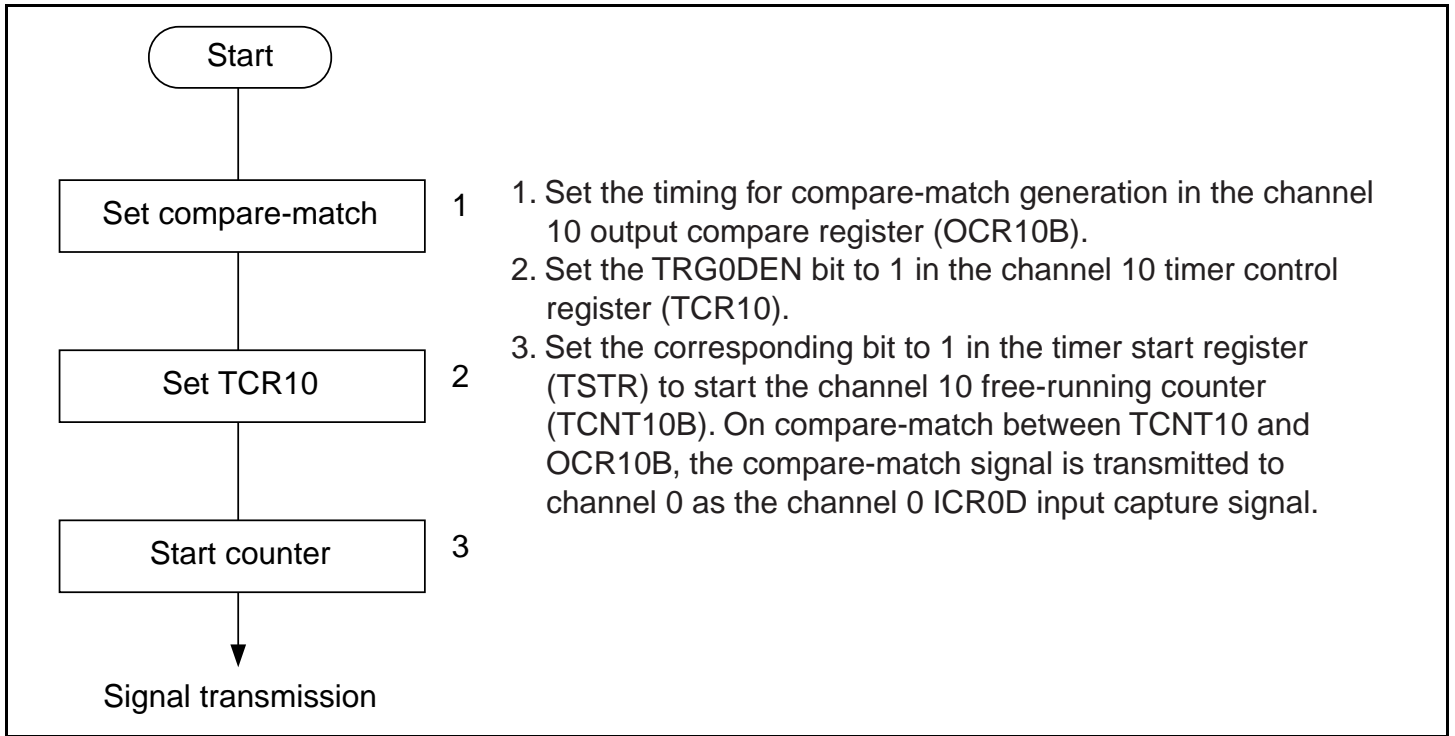 Start
Set compare-match
1
Set TCR10
2
Start counter
3
Signal transmission
1. Set the timing for compare-match generation in the channel
10 output compare register (OCR10B).
2. Set the TRG0DEN bit to 1 in the channel 10 timer control
register (TCR10).
3. Set the corresponding bit to 1 in the timer start register
(TSTR) to start the channel 10 free-running counter
(TCNT10B). On compare-match between TCNT10 and
OCR10B, the compare-match signal is transmitted to
channel 0 as the channel 0 ICR0D input capture signal.